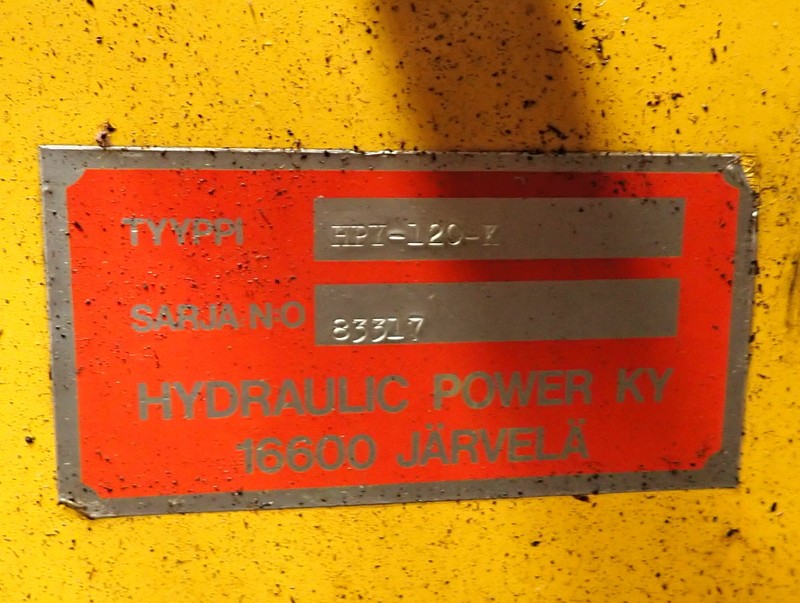 TYYPPI HPY-120-K
SARJA N:O 83317
HYDRAULIC POWER KY
16600 JÄRVELÄ